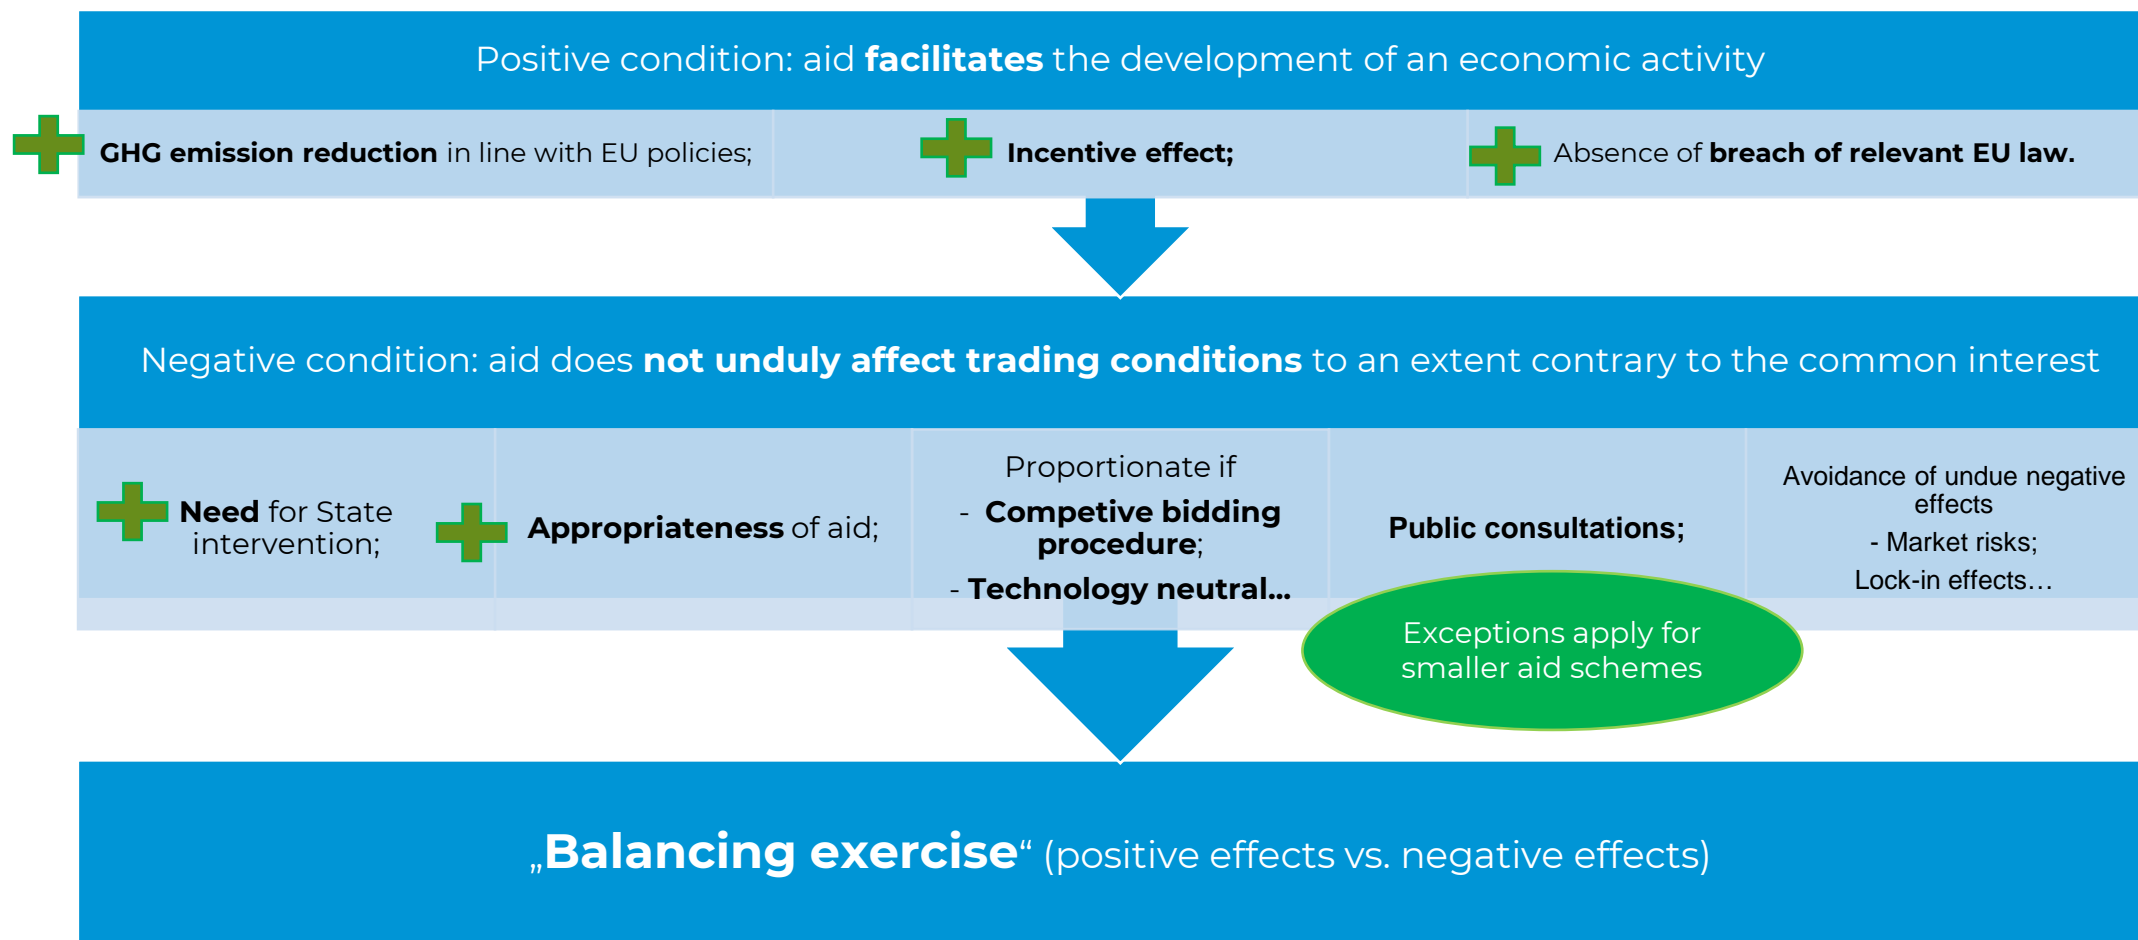 Positive condition: aid facilitates the development of an economic activity
GHG emission reduction in line with EU policies;
Incentive effect;
Absence of breach of relevant EU law.
Negative condition: aid does not unduly affect trading conditions to an extent contrary to the common interest
Need for State
intervention;
Appropriateness of aid;
Proportionate if
- Competive bidding
procedure;
- Technology neutral...
Public consultations;
Avoidance of undue negative
effects
- Market risks;
Lock-in effects…
Exceptions apply for
smaller aid schemes
„Balancing exercise“ (positive effects vs. negative effects)